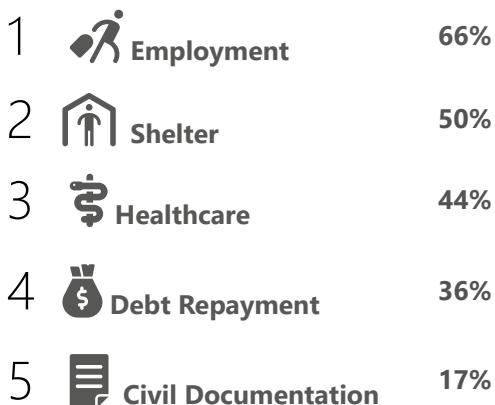 1 Employment 66%
2 Shelter 50%
3 Healthcare 44%
4 $ Debt Repayment 36%
5 Civil Documentation 17%